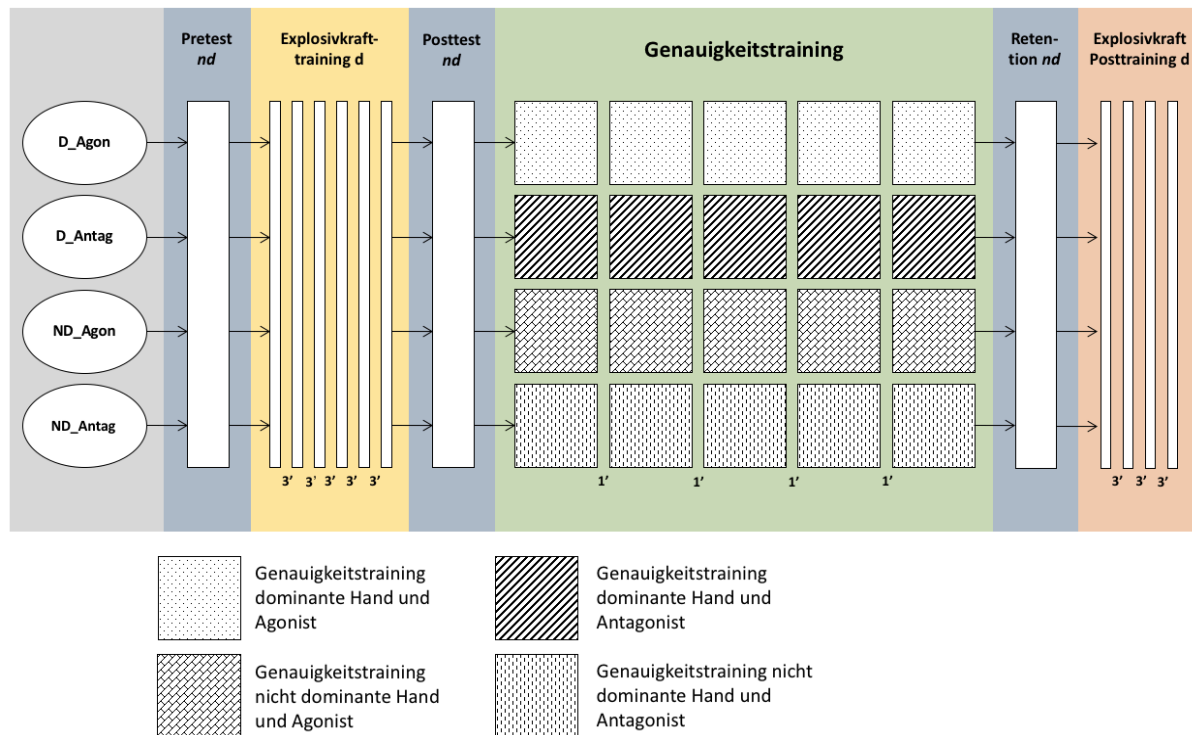 Pretest
nd
Explosivkraft-
training d
Posttest
nd
Genauigkeitstraining
Reten-
tion nd
Explosivkraft
Posttraining d
D_Agon
D_Antag
ND_Agon
ND_Antag
3’ 3’ 3’ 3’ 3’
1’ 1’ 1’ 1’
3’ 3’ 3’
Genauigkeitstraining
dominante Hand und
Agonist
Genauigkeitstraining
dominante Hand und
Antagonist
Genauigkeitstraining
nicht dominante Hand
und Agonist
Genauigkeitstraining nicht
dominante Hand und
Antagonist